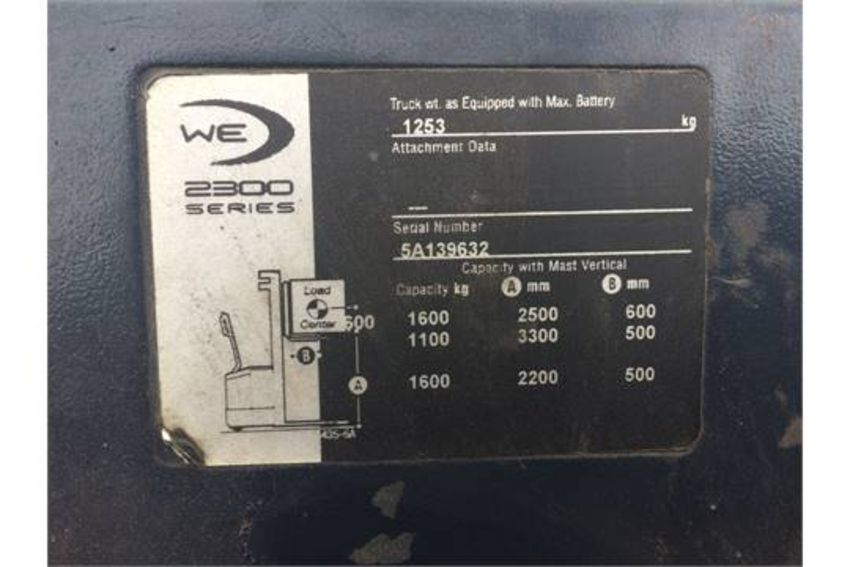 WE
2300
SERIES
Truck wt. as Equipped with Max. Battery
1253 kg
Attachment Data
---
Serial Number
5A139632
Capacity with Mast Vertical
Capacity kg A mm B mm
1600 2500 600
1100 3300 500
1600 2200 500
Load
Center
600
B
A